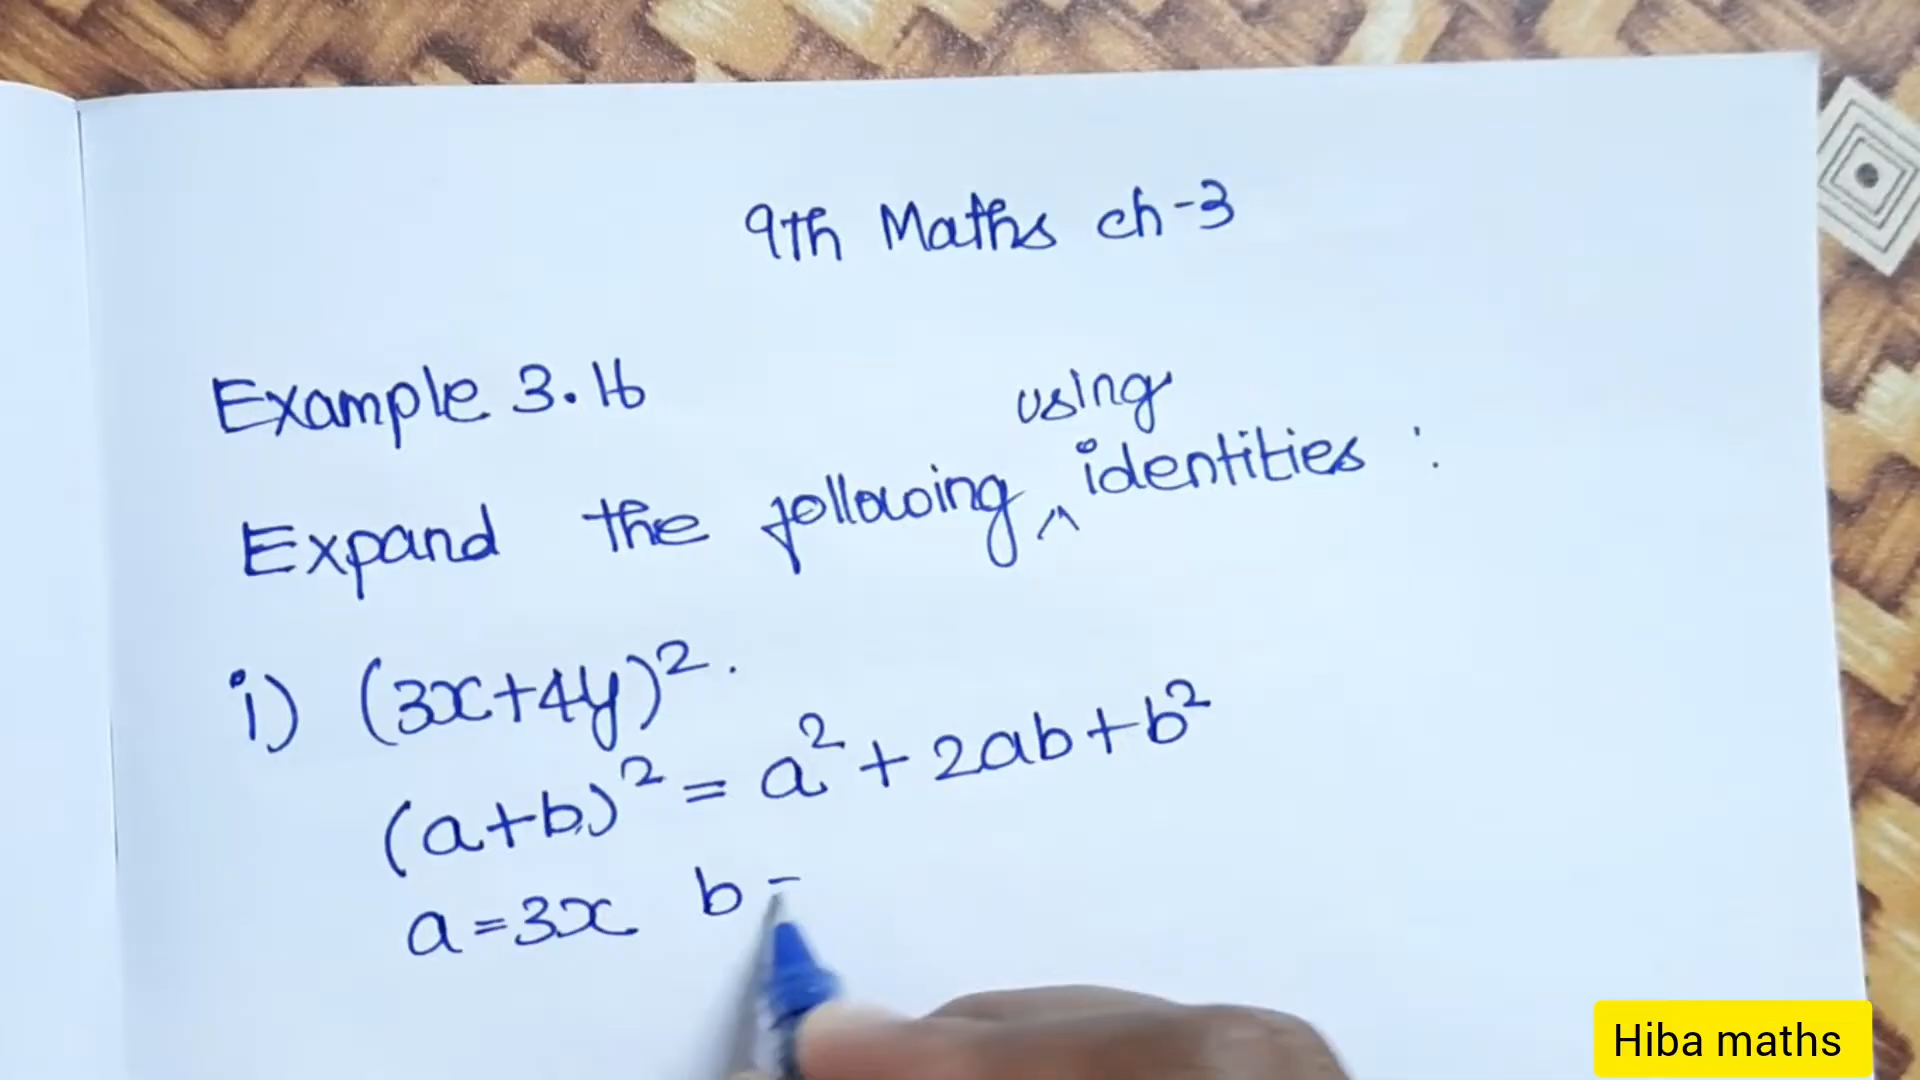 9th Maths ch-3
Example 3.16
using
Expand the following ^ identities :
i) (3x+4y)².
(a+b)² = a² + 2ab + b²
a = 3x b =
Hiba maths